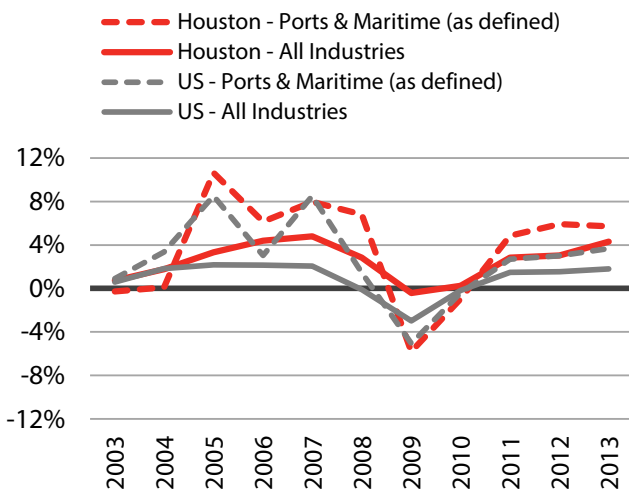 Houston - Ports & Maritime (as defined)
Houston - All Industries
US - Ports & Maritime (as defined)
US - All Industries
12%
8%
4%
0%
-4%
-8%
-12%
2003 2004 2005 2006 2007 2008 2009 2010 2011 2012 2013